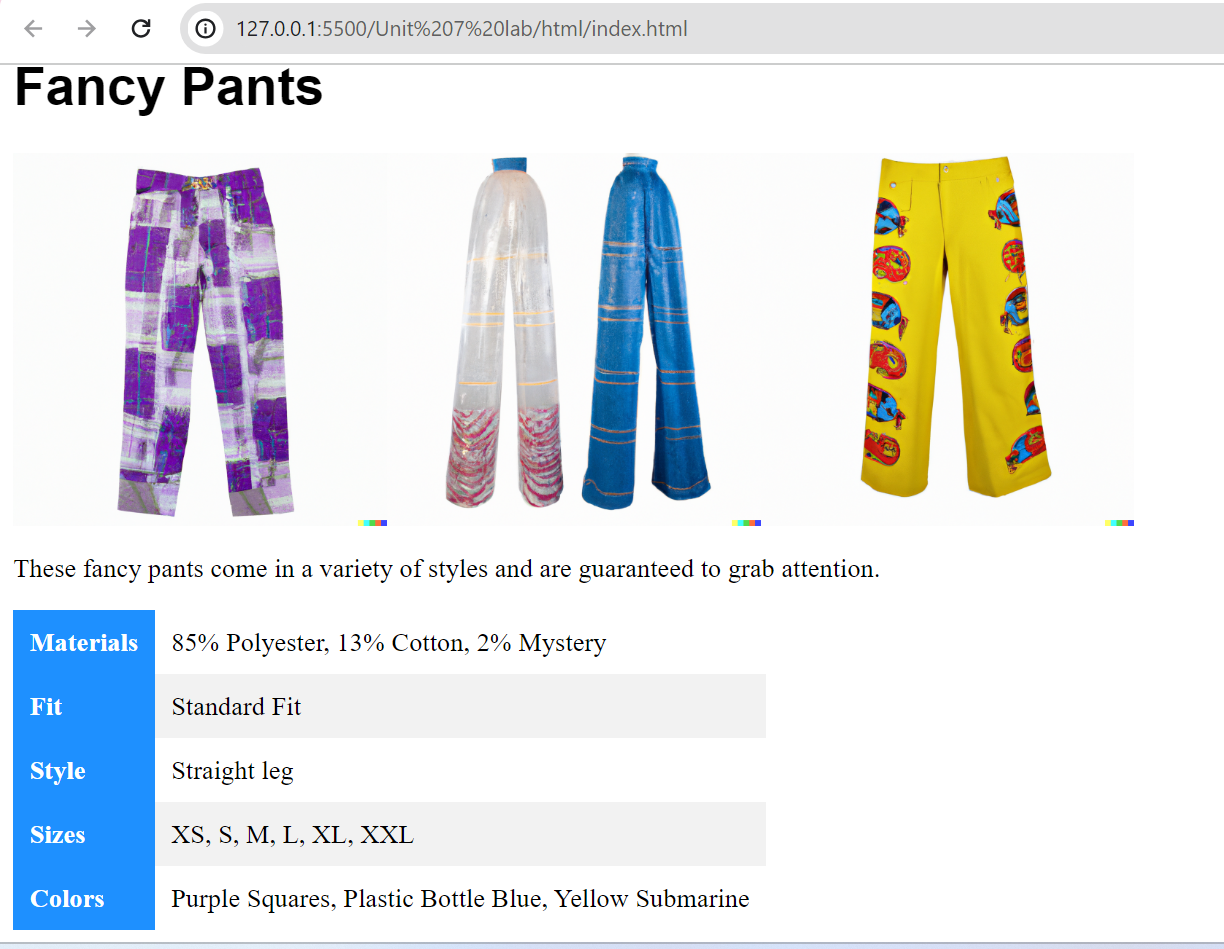 127.0.0.1:5500/Unit%207%20lab/html/index.html
Fancy Pants
These fancy pants come in a variety of styles and are guaranteed to grab attention.
Materials 85% Polyester, 13% Cotton, 2% Mystery
Fit Standard Fit
Style Straight leg
Sizes XS, S, M, L, XL, XXL
Colors Purple Squares, Plastic Bottle Blue, Yellow Submarine